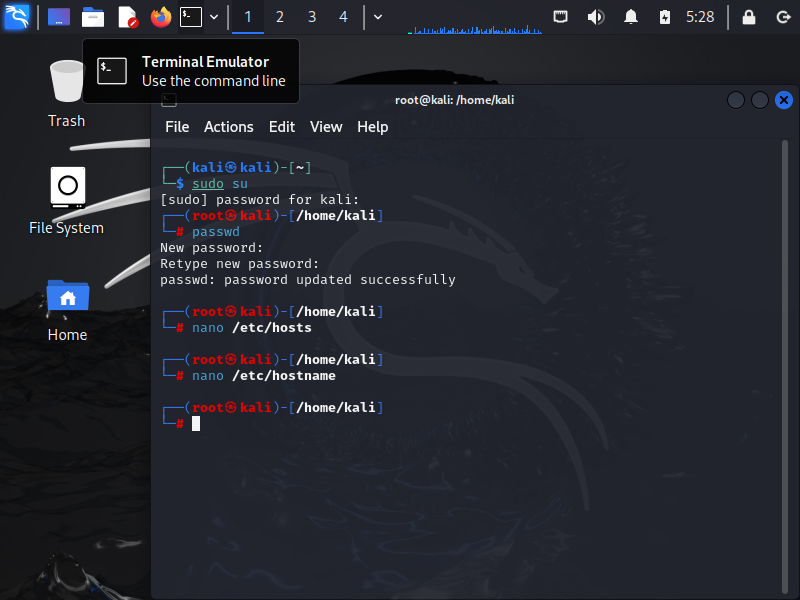 1 2 3 4 5:28
Terminal Emulator
Use the command line
root@kali: /home/kali
File Actions Edit View Help
Trash
File System
Home
┌──(kali㉿kali)-[~]
└─$ sudo su
[sudo] password for kali:
┌──(root㉿kali)-[/home/kali]
└─# passwd
New password:
Retype new password:
passwd: password updated successfully
┌──(root㉿kali)-[/home/kali]
└─# nano /etc/hosts
┌──(root㉿kali)-[/home/kali]
└─# nano /etc/hostname
┌──(root㉿kali)-[/home/kali]
└─#